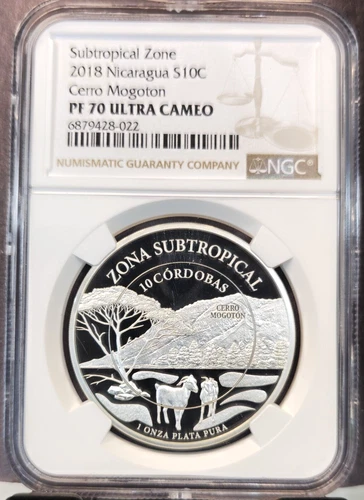 Subtropical Zone
2018 Nicaragua S10C
Cerro Mogoton
PF 70 ULTRA CAMEO
6879428-022
NUMISMATIC GUARANTY COMPANY
NGC
ZONA SUBTROPICAL
10 CÓRDOBAS
CERRO
MOGOTÓN
1 ONZA PLATA PURA